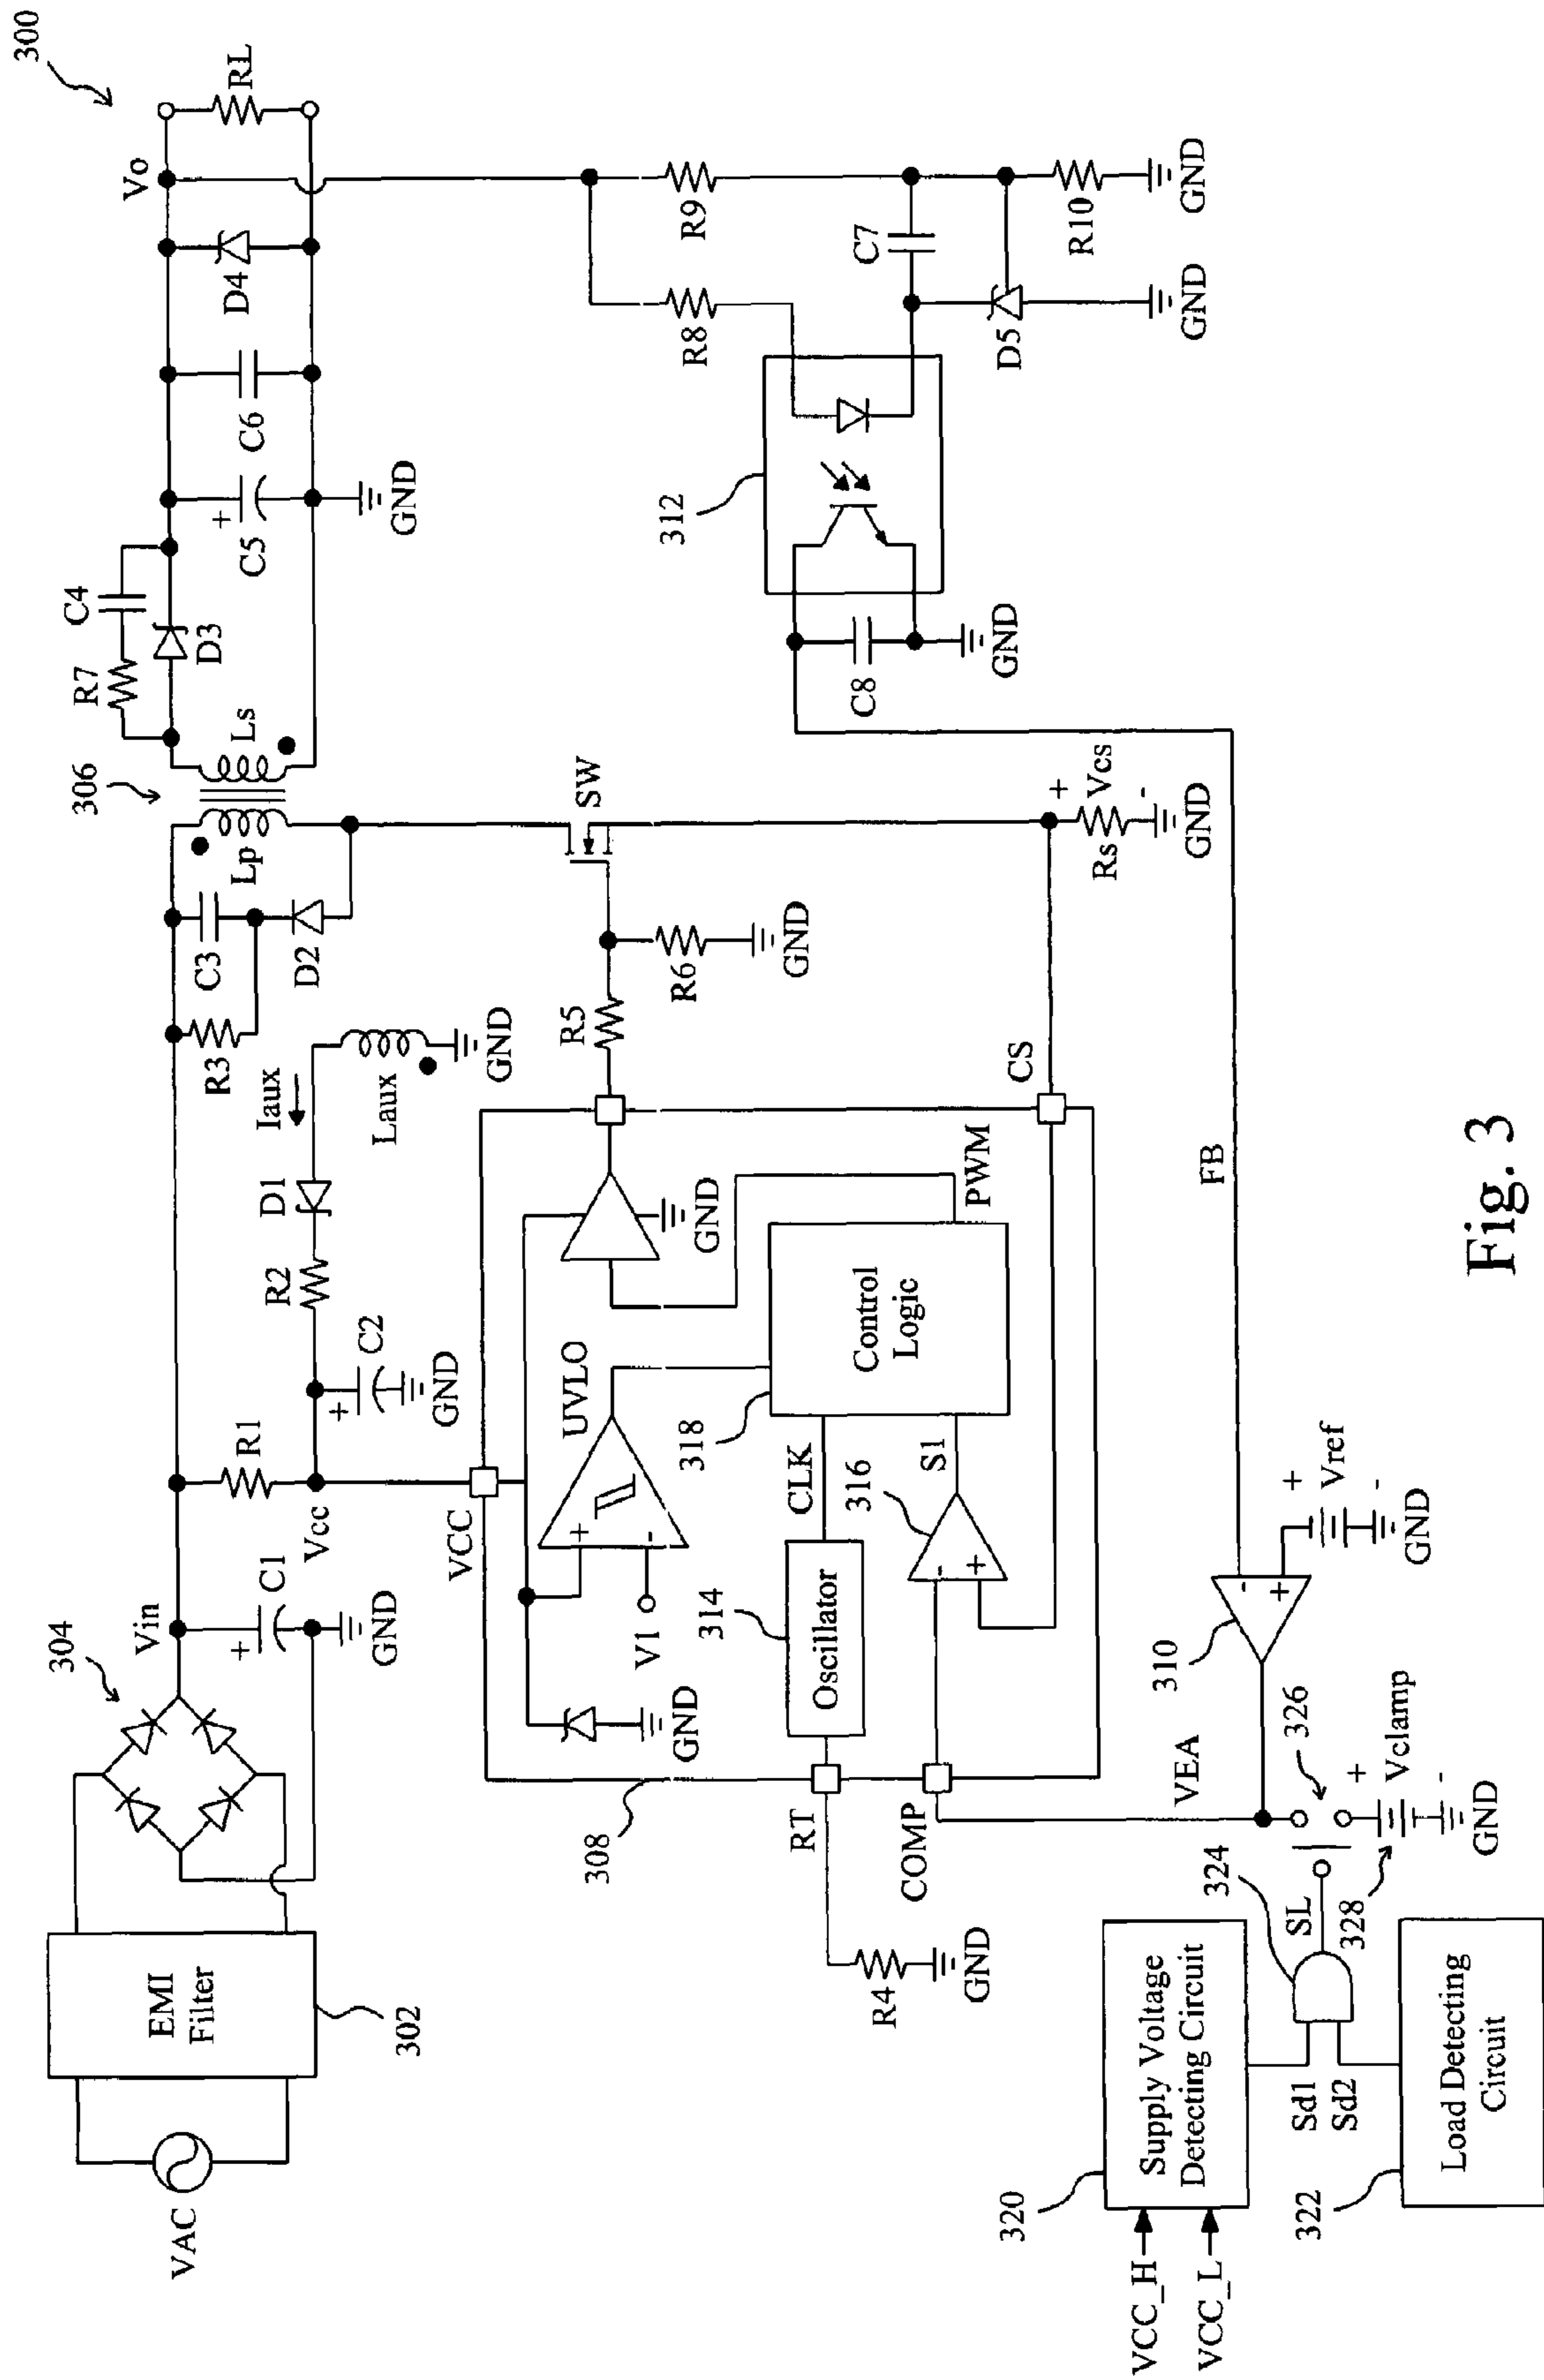 300
306
304
Vo
RL
D4
C6
C5
+
GND
C4
R7
D3
Ls
Lp
C3
R3
D2
SW
Iaux
Laux
GND
D1
R2
C2
+
GND
R1
Vcc
Vin
C1
+
GND
EMI
Filter
302
VAC
R9
R8
C7
R10
GND
D5
GND
312
C8
GND
R5
R6
GND
+
Vcs
-
Rs
GND
CS
VCC
UVLO
+
-
V1
GND
GND
PWM
Control
Logic
318
CLK
S1
314
Oscillator
316
-
+
308
RT
COMP
R4
GND
FB
310
-
+
+
Vref
-
GND
VEA
326
+
Vclamp
-
GND
328
324
SL
Sd1
Sd2
320
Supply Voltage
Detecting Circuit
VCC_H
VCC_L
322
Load Detecting
Circuit
Fig. 3